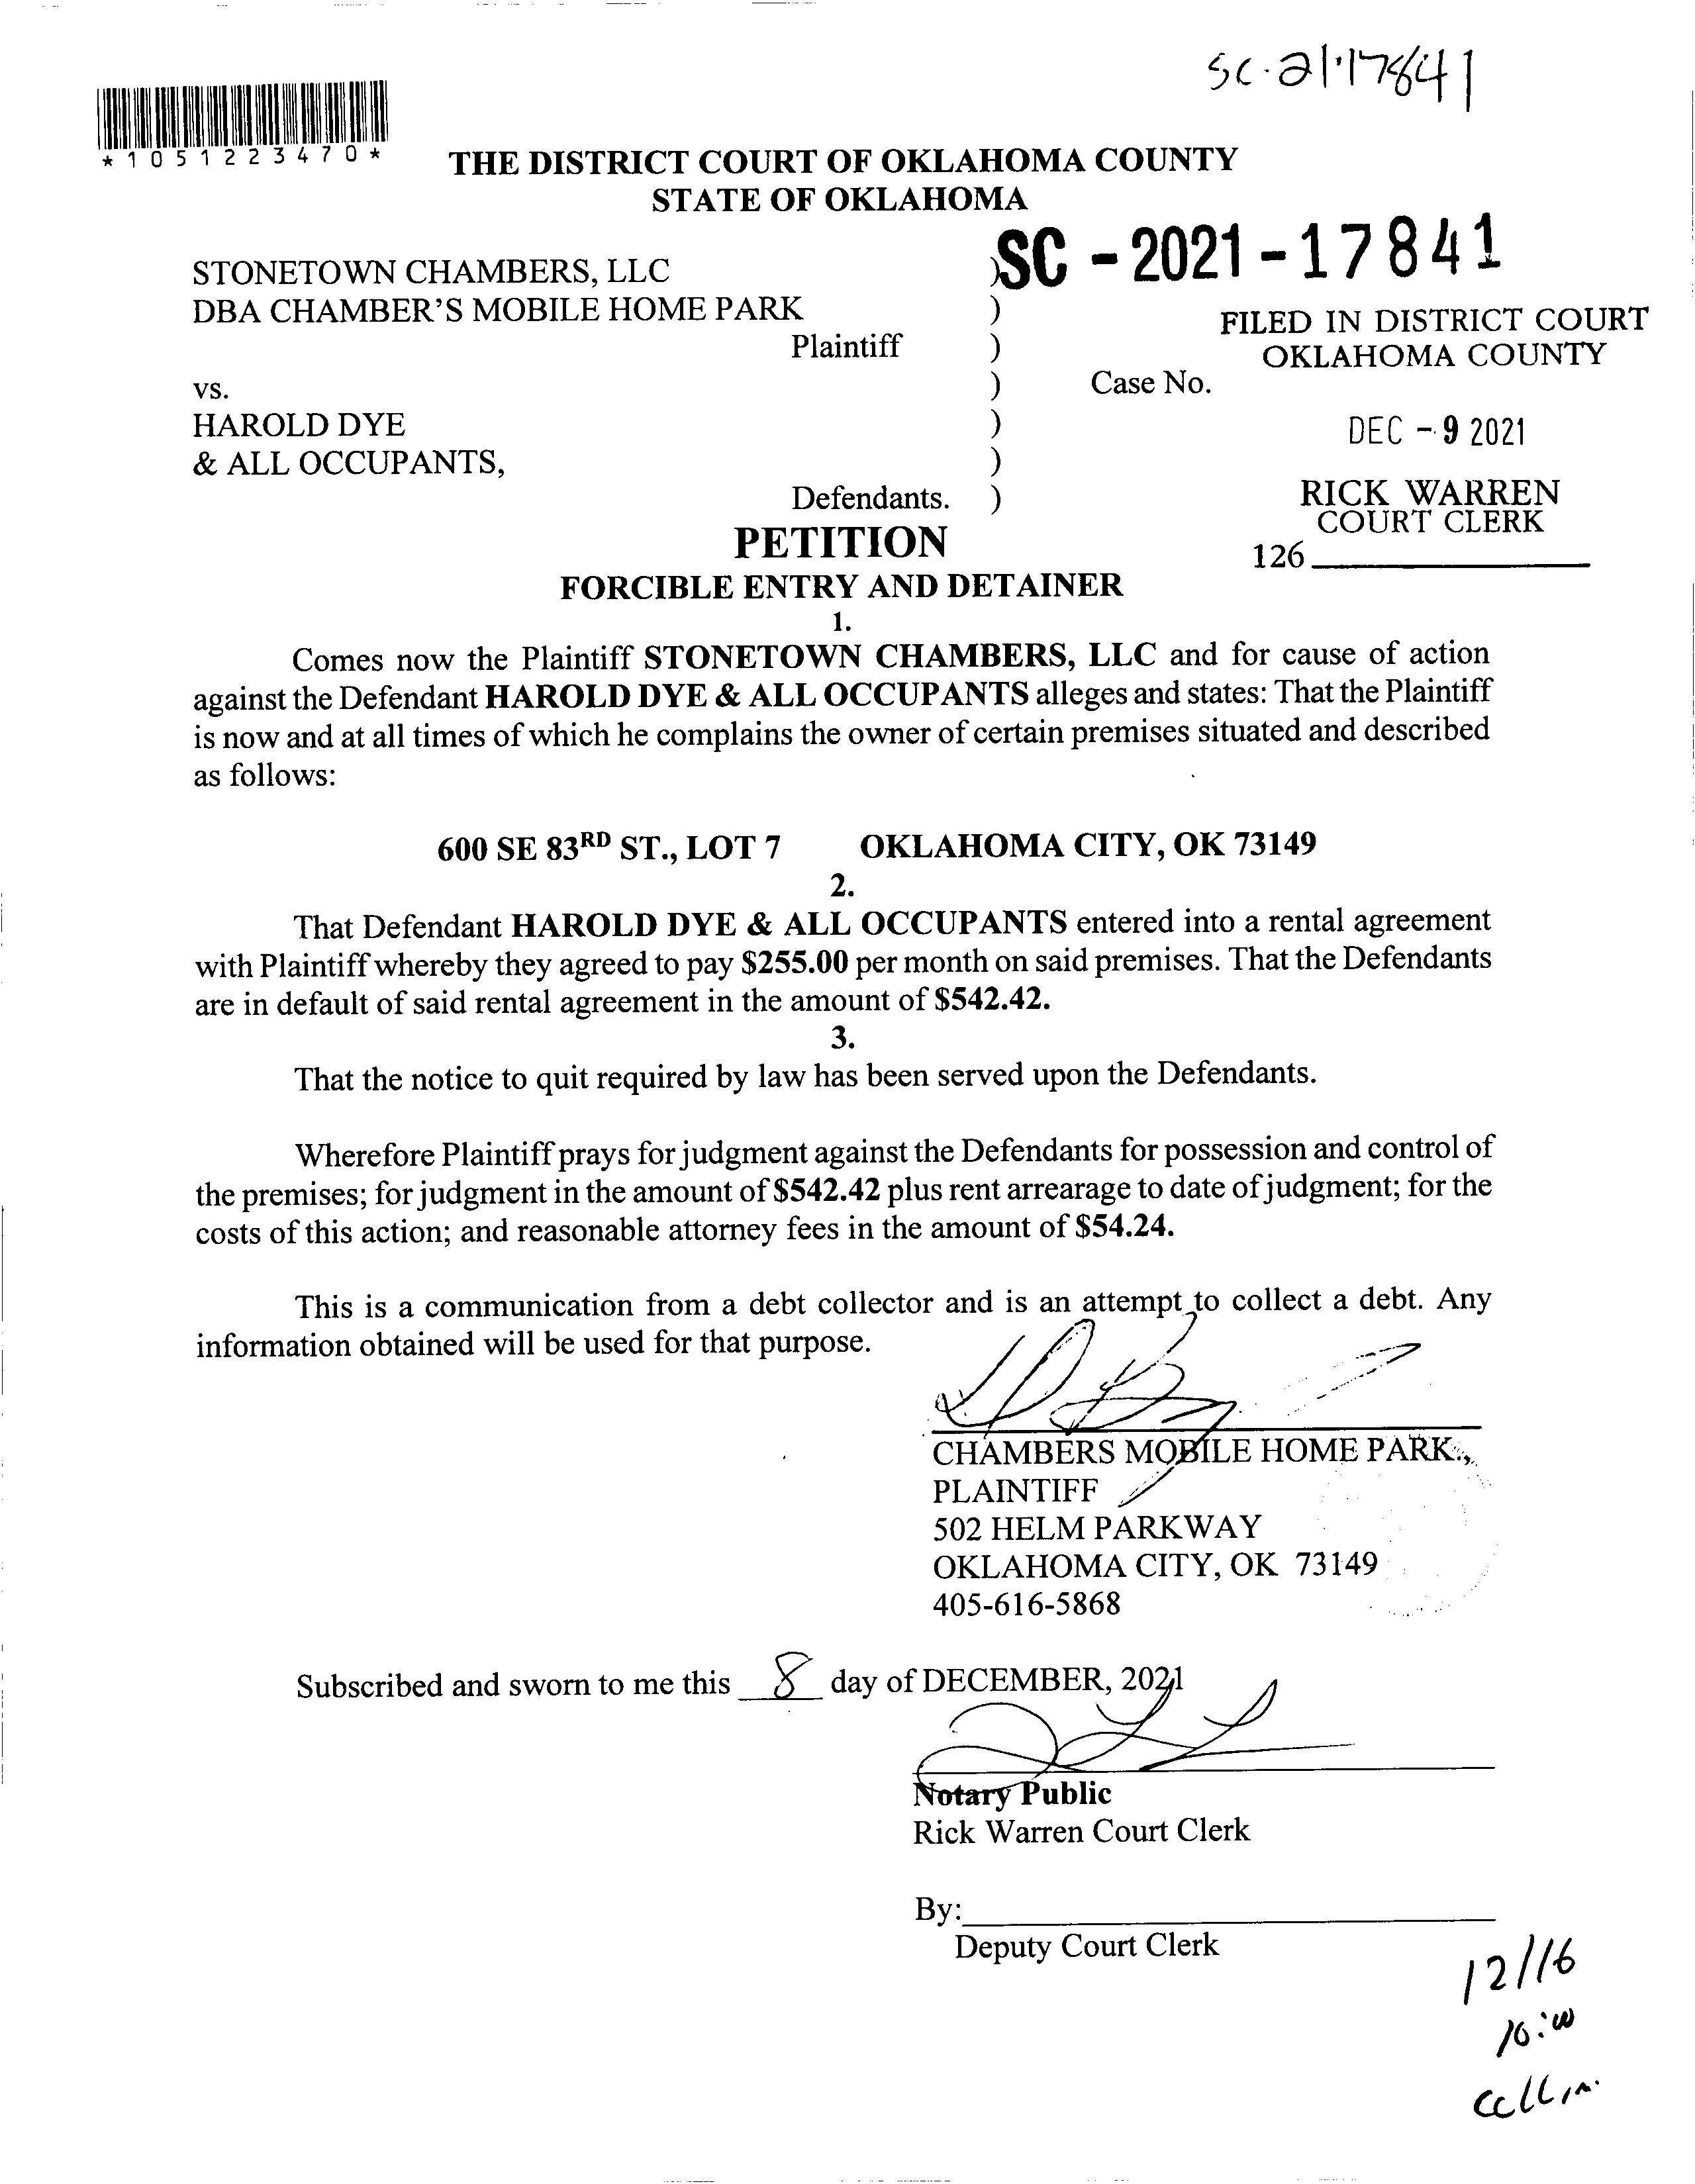 SC-21-17841
*1051223470*
THE DISTRICT COURT OF OKLAHOMA COUNTY
STATE OF OKLAHOMA
SC - 2021 - 17841
STONETOWN CHAMBERS, LLC )
DBA CHAMBER'S MOBILE HOME PARK )
FILED IN DISTRICT COURT
OKLAHOMA COUNTY
Plaintiff )
vs. ) Case No.
HAROLD DYE )
DEC - 9 2021
& ALL OCCUPANTS, )
Defendants. )
RICK WARREN
COURT CLERK
126
PETITION
FORCIBLE ENTRY AND DETAINER
1.
Comes now the Plaintiff STONETOWN CHAMBERS, LLC and for cause of action
against the Defendant HAROLD DYE & ALL OCCUPANTS alleges and states: That the Plaintiff
is now and at all times of which he complains the owner of certain premises situated and described
as follows:
600 SE 83RD ST., LOT 7 OKLAHOMA CITY, OK 73149
2.
That Defendant HAROLD DYE & ALL OCCUPANTS entered into a rental agreement
with Plaintiff whereby they agreed to pay $255.00 per month on said premises. That the Defendants
are in default of said rental agreement in the amount of $542.42.
3.
That the notice to quit required by law has been served upon the Defendants.
Wherefore Plaintiff prays for judgment against the Defendants for possession and control of
the premises; for judgment in the amount of $542.42 plus rent arrearage to date of judgment; for the
costs of this action; and reasonable attorney fees in the amount of $54.24.
This is a communication from a debt collector and is an attempt to collect a debt. Any
information obtained will be used for that purpose.
CHAMBERS MOBILE HOME PARK.,
PLAINTIFF
502 HELM PARKWAY
OKLAHOMA CITY, OK 73149
405-616-5868
Subscribed and sworn to me this 8 day of DECEMBER, 2021
Notary Public
Rick Warren Court Clerk
By:
Deputy Court Clerk
12/16
10:00